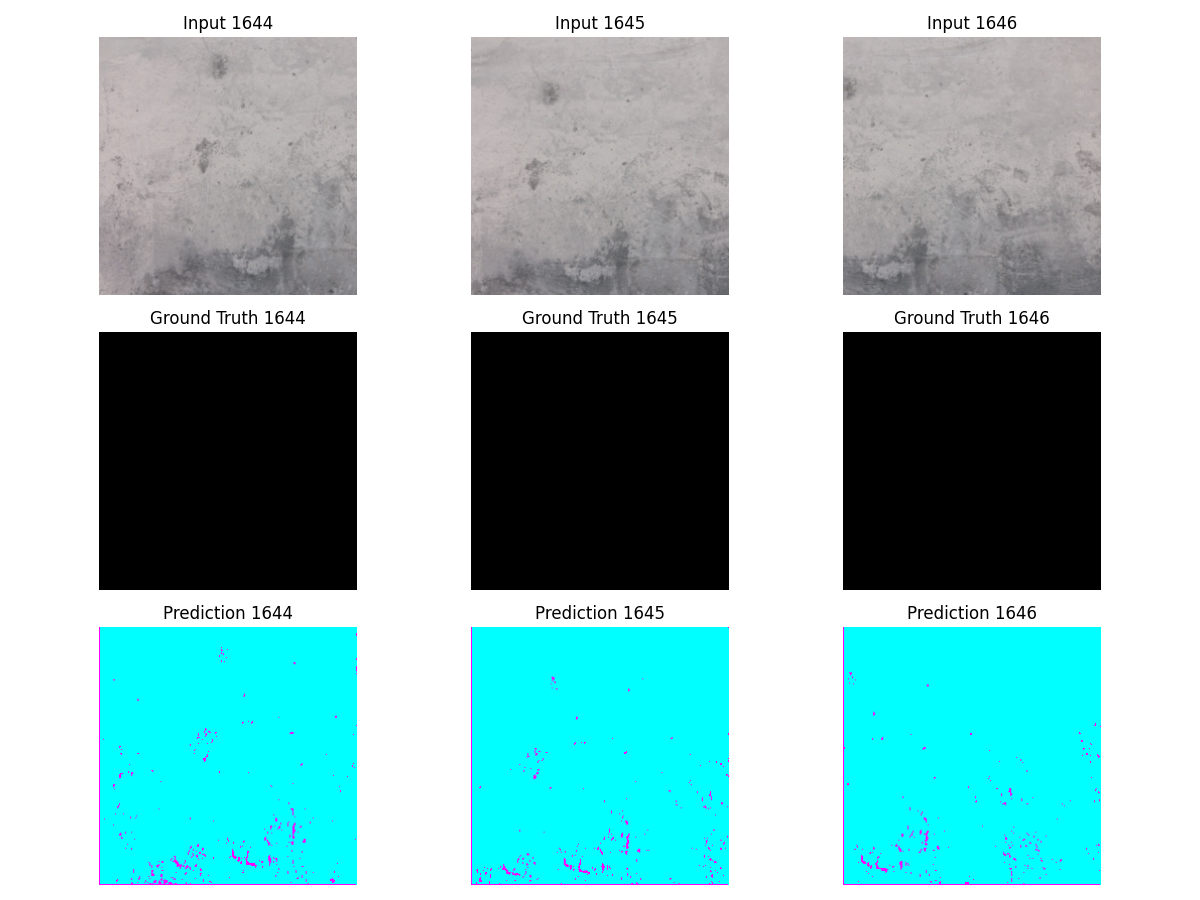 Input 1644
Input 1645
Input 1646
Ground Truth 1644
Ground Truth 1645
Ground Truth 1646
Prediction 1644
Prediction 1645
Prediction 1646